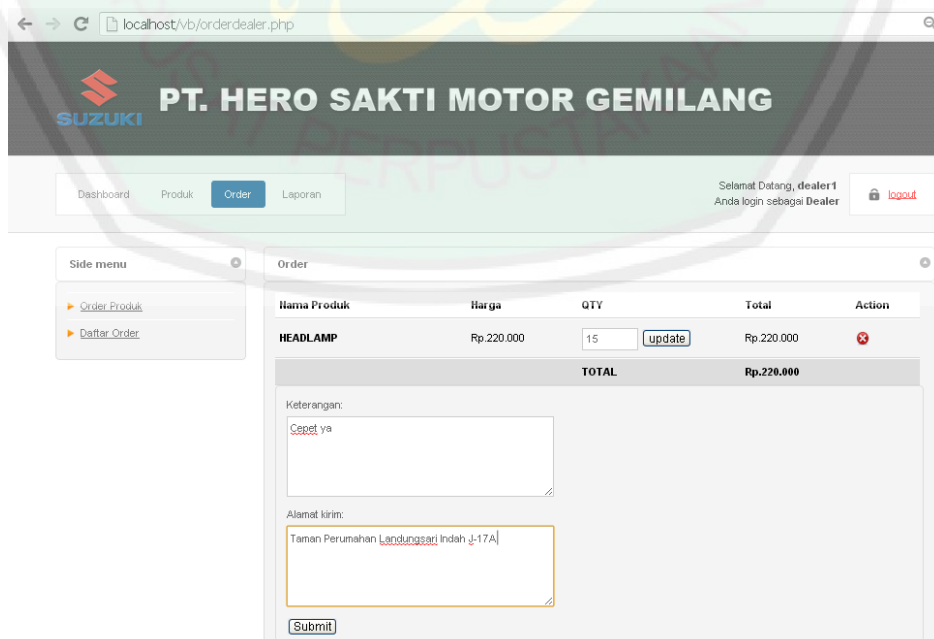 localhost/vb/orderdealer.php
PUSAT PERPUSTAKAAN
SUZUKI
PT. HERO SAKTI MOTOR GEMILANG
Dashboard Produk Order Laporan
Selamat Datang, dealer1
Anda login sebagai Dealer
logout
Side menu
Order Produk
Daftar Order
Order
Nama Produk Harga QTY Total Action
HEADLAMP Rp.220.000 15 update Rp.220.000
TOTAL Rp.220.000
Keterangan:
Cepet ya
Alamat kirim:
Taman Perumahan Landungsari Indah J-17A
Submit